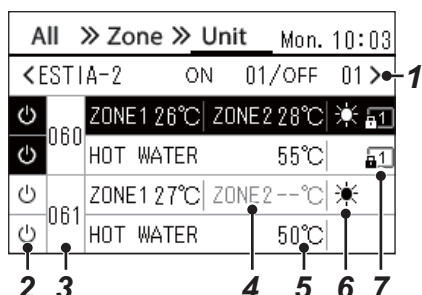 All » Zone » Unit Mon. 10:03
<ESTIA-2 ON 01/OFF 01> 1
ZONE1 26℃ ZONE2 28℃ 1
060
HOT WATER 55℃ 1
ZONE1 27℃ ZONE2 --℃
061
HOT WATER 50℃
2 3 4 5 6 7